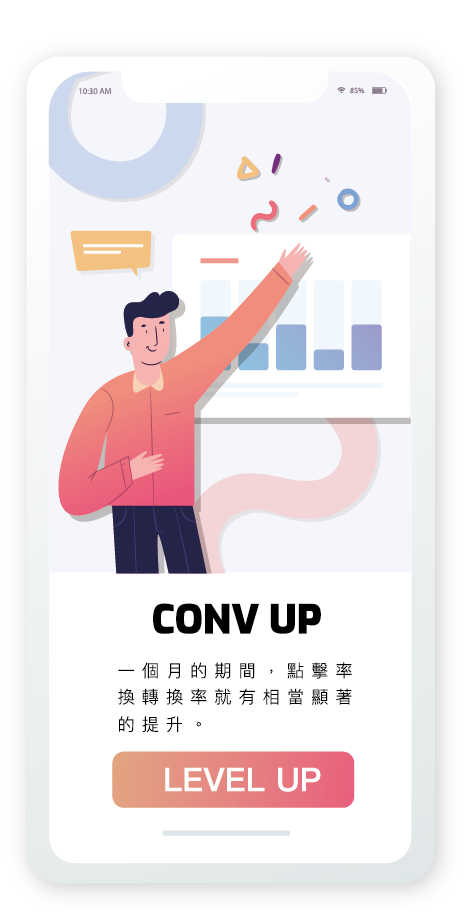 10:30 AM
85%
CONV UP
一個月的期間，點擊率
換轉換率就有相當顯著
的提升。
LEVEL UP